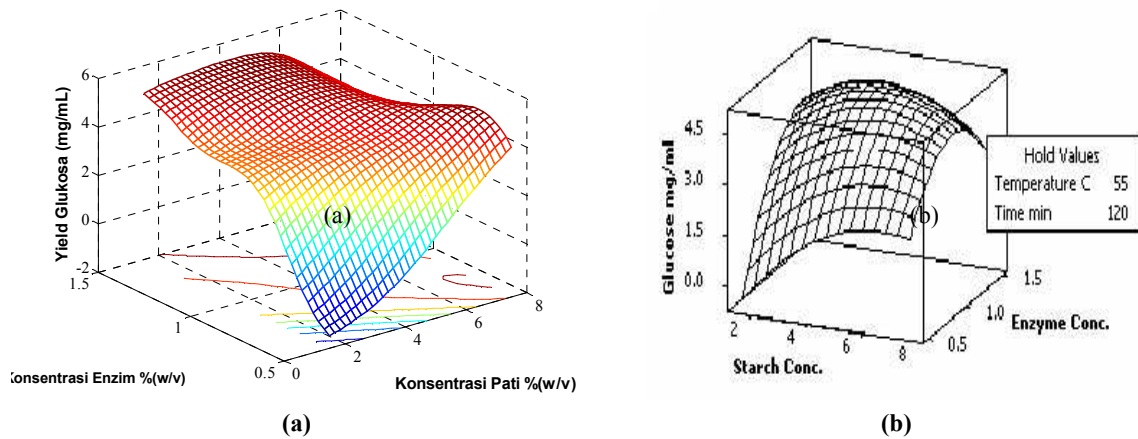 6
4
2
0
-2
1.5
1
0.5
0
2
4
6
8
Yield Glukosa (mg/mL)
Konsentrasi Enzim %(w/v)
Konsentrasi Pati %(w/v)
(a)
(a)
(b)
4.5
3.0
1.5
0.0
Glucose mg/ml
2
4
6
8
Starch Conc.
0.5
1.0
1.5
Enzyme Conc.
Hold Values
Temperature C 55
Time min 120
(b)